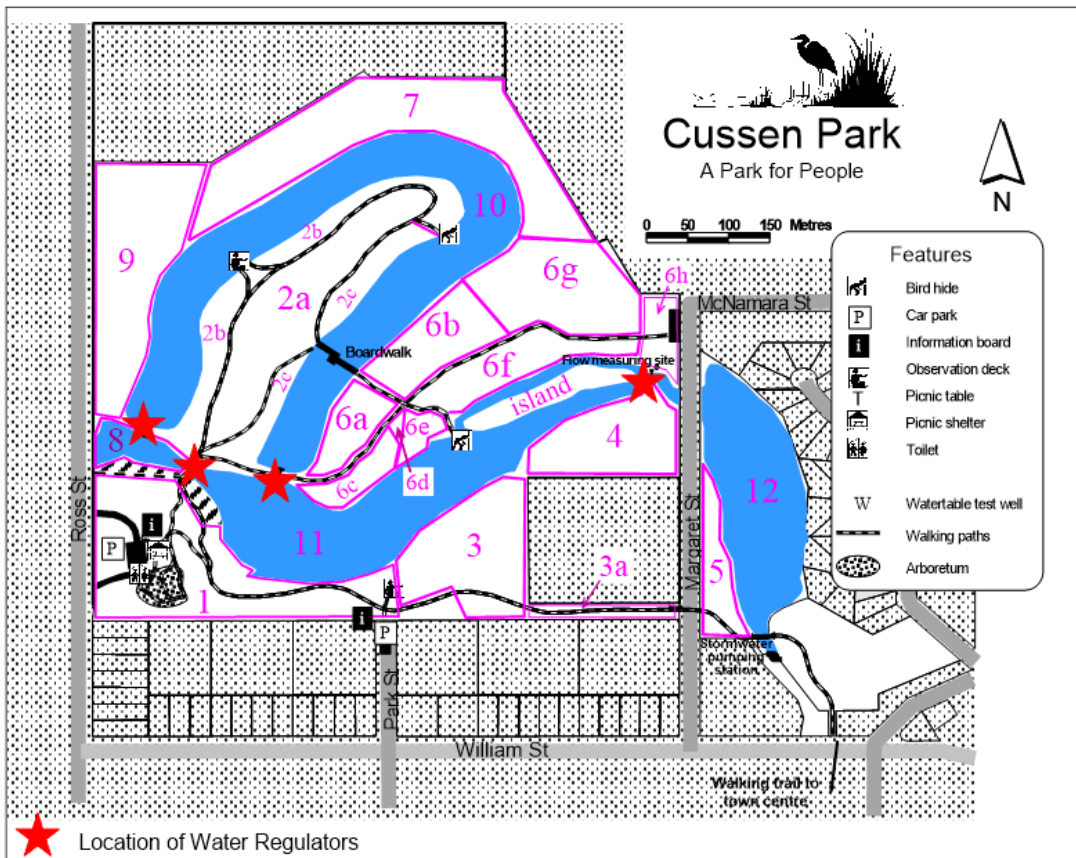 Cussen Park
A Park for People
N
0 50 100 150 Metres
Features
Bird hide
P Car park
i Information board
Observation deck
T Picnic table
Picnic shelter
Toilet
W Watertable test well
Walking paths
Arboretum
7
10
9
2b
2a
2c
2b
2c
6g
6h
McNamara St
6b
Boardwalk
6f
Flow measuring site
island
6a
6e
6d
6c
4
8
12
11
3
3a
5
1
i
P
i
P
Ross St
Margaret St
Park St
Stormwater
pumping
station
William St
Walking trail to
town centre
Location of Water Regulators